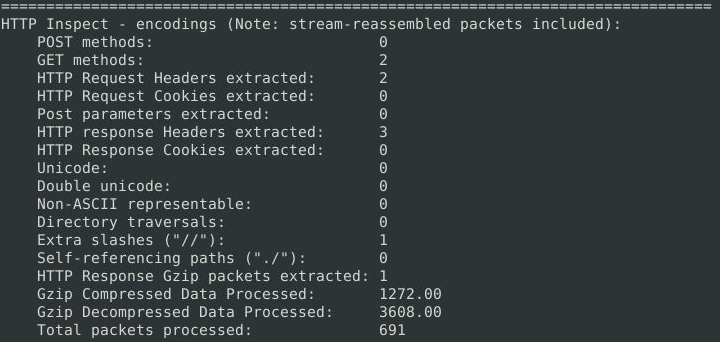 ===============================================================================
HTTP Inspect - encodings (Note: stream-reassembled packets included):
    POST methods:                         0
    GET methods:                          2
    HTTP Request Headers extracted:       2
    HTTP Request Cookies extracted:       0
    Post parameters extracted:            0
    HTTP response Headers extracted:      3
    HTTP Response Cookies extracted:      0
    Unicode:                              0
    Double unicode:                       0
    Non-ASCII representable:              0
    Directory traversals:                 0
    Extra slashes ("//"):                 1
    Self-referencing paths ("./"):        0
    HTTP Response Gzip packets extracted: 1
    Gzip Compressed Data Processed:       1272.00
    Gzip Decompressed Data Processed:     3608.00
    Total packets processed:              691